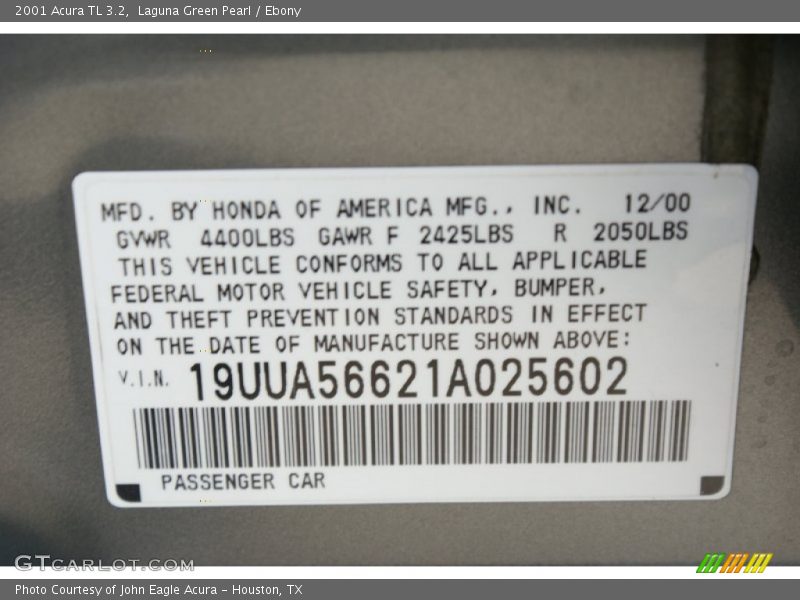 2001 Acura TL 3.2,  Laguna Green Pearl / Ebony
MFD. BY HONDA OF AMERICA MFG., INC.   12/00
GVWR  4400LBS  GAWR F  2425LBS   R  2050LBS
THIS VEHICLE CONFORMS TO ALL APPLICABLE
FEDERAL MOTOR VEHICLE SAFETY, BUMPER,
AND THEFT PREVENTION STANDARDS IN EFFECT
ON THE DATE OF MANUFACTURE SHOWN ABOVE:
V.I.N. 19UUA56621A025602
PASSENGER CAR
GTCARLOT.COM
Photo Courtesy of John Eagle Acura - Houston, TX